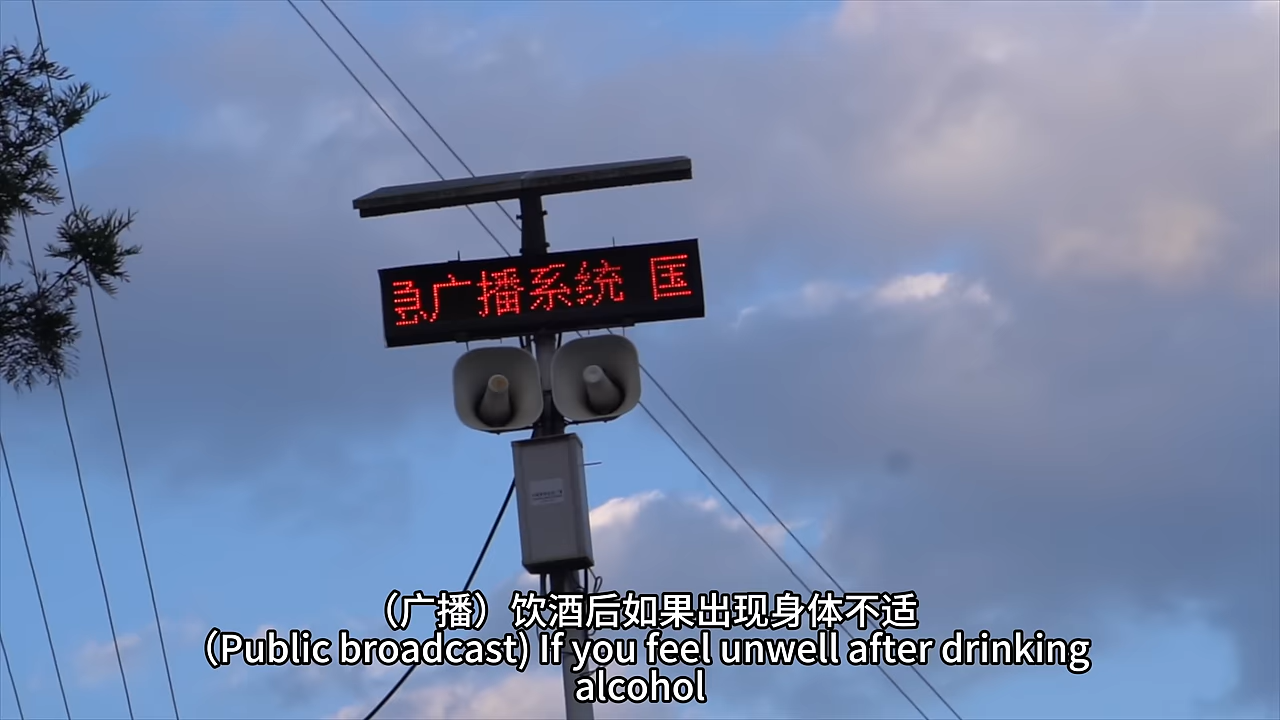 急广播系统 国
（广播）饮酒后如果出现身体不适
(Public broadcast) If you feel unwell after drinking
alcohol